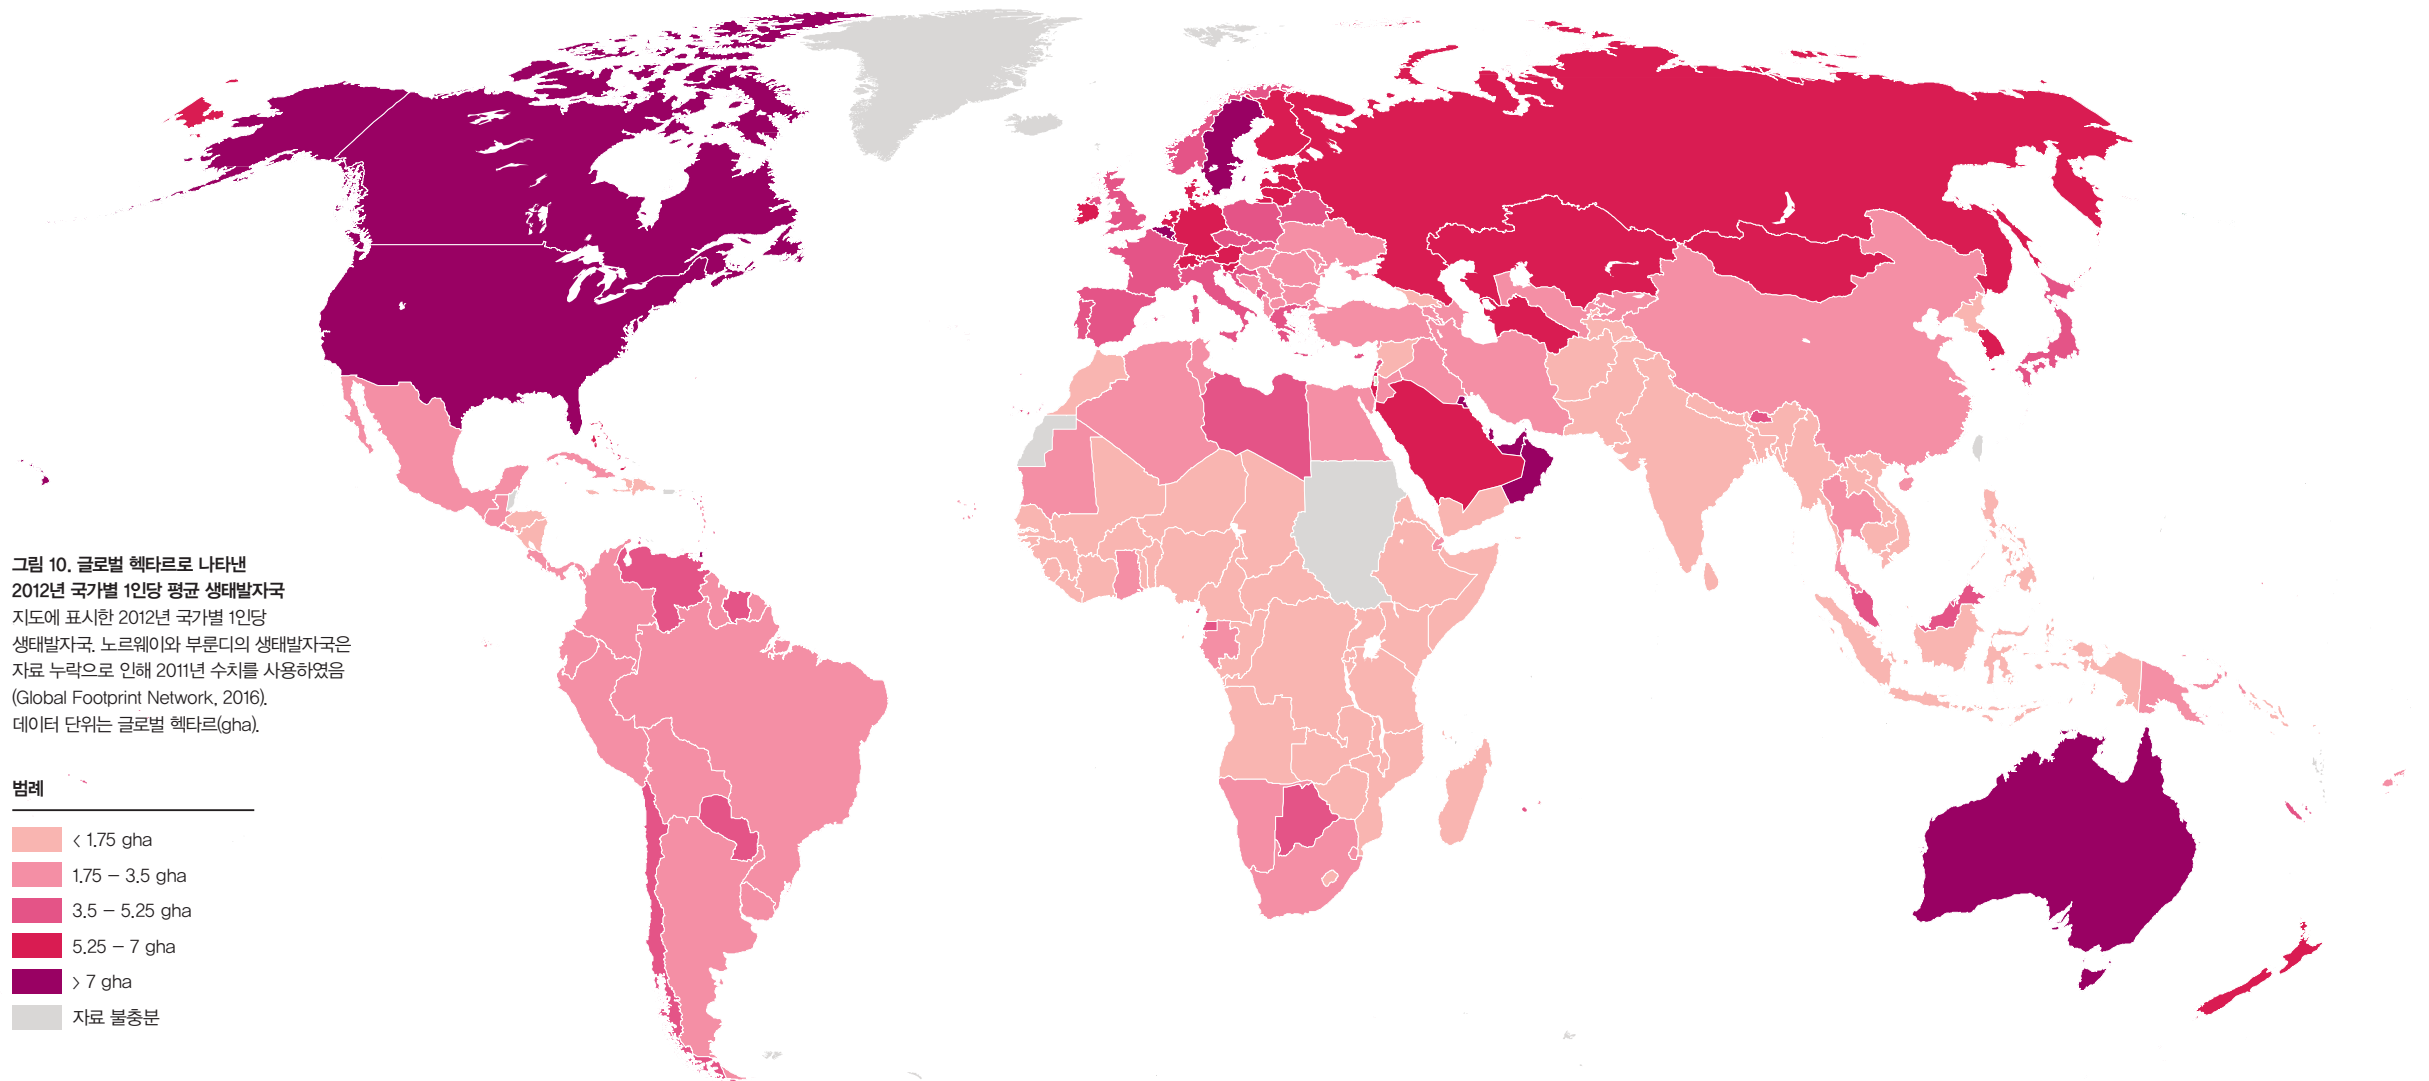 그림 10. 글로벌 헥타르로 나타낸
2012년 국가별 1인당 평균 생태발자국
지도에 표시한 2012년 국가별 1인당
생태발자국. 노르웨이와 부룬디의 생태발자국은
자료 누락으로 인해 2011년 수치를 사용하였음
(Global Footprint Network, 2016).
데이터 단위는 글로벌 헥타르(gha).
범례
< 1.75 gha
1.75 – 3.5 gha
3.5 – 5.25 gha
5.25 – 7 gha
> 7 gha
자료 불충분